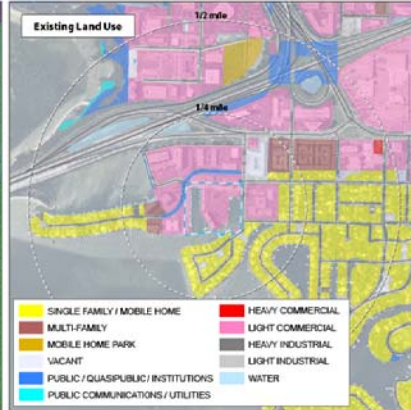 Existing Land Use
1/2 mile
1/4 mile
SINGLE FAMILY / MOBILE HOME
MULTI-FAMILY
MOBILE HOME PARK
VACANT
PUBLIC / QUASIPUBLIC / INSTITUTIONS
PUBLIC COMMUNICATIONS / UTILITIES
HEAVY COMMERCIAL
LIGHT COMMERCIAL
HEAVY INDUSTRIAL
LIGHT INDUSTRIAL
WATER